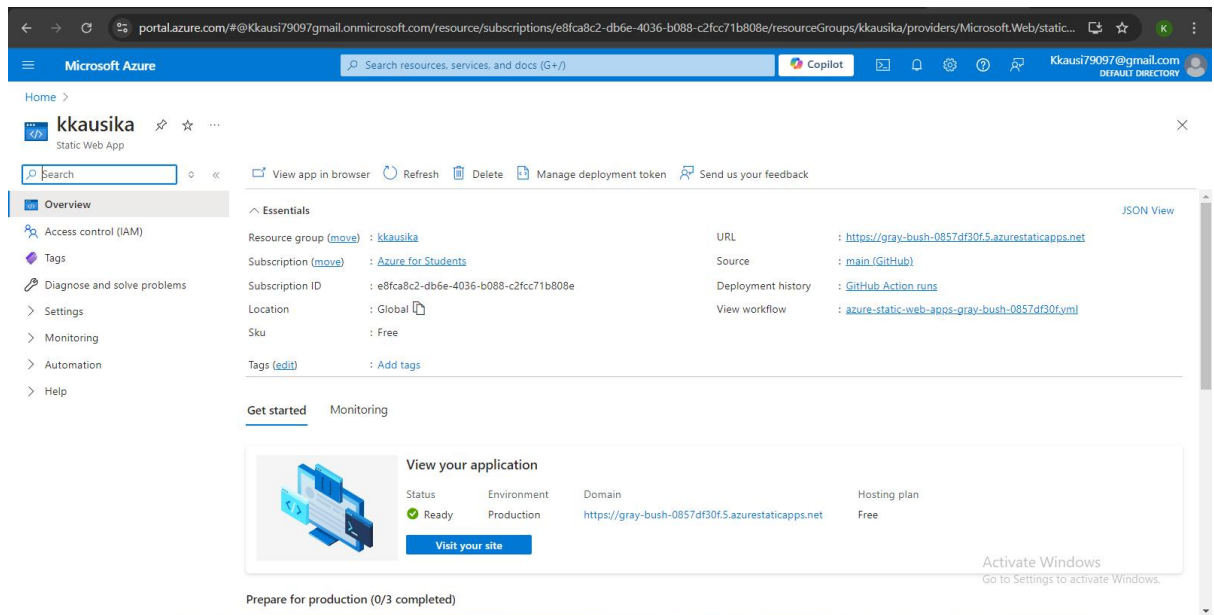 portal.azure.com/#@Kkausi79097gmail.onmicrosoft.com/resource/subscriptions/e8fca8c2-db6e-4036-b088-c2fcc71b808e/resourceGroups/kkausika/providers/Microsoft.Web/static...
K
Microsoft Azure
Search resources, services, and docs (G+/)
Copilot
Kkausi79097@gmail.com
DEFAULT DIRECTORY
Home >
kkausika
Static Web App
Search
View app in browser
Refresh
Delete
Manage deployment token
Send us your feedback
Overview
Access control (IAM)
Tags
Diagnose and solve problems
Settings
Monitoring
Automation
Help
Essentials
JSON View
Resource group (move) : kkausika
Subscription (move) : Azure for Students
Subscription ID : e8fca8c2-db6e-4036-b088-c2fcc71b808e
Location : Global
Sku : Free
Tags (edit) : Add tags
URL : https://gray-bush-0857df30f.5.azurestaticapps.net
Source : main (GitHub)
Deployment history : GitHub Action runs
View workflow : azure-static-web-apps-gray-bush-0857df30f.yml
Get started Monitoring
View your application
Status Environment Domain Hosting plan
Ready Production https://gray-bush-0857df30f.5.azurestaticapps.net Free
Visit your site
Activate Windows
Go to Settings to activate Windows.
Prepare for production (0/3 completed)